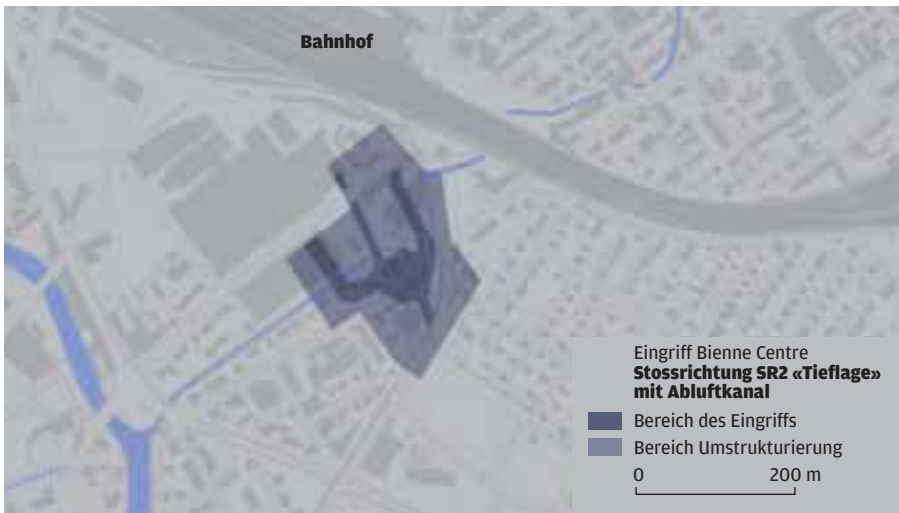 Bahnhof
Eingriff Bienne Centre
Stossrichtung SR2 «Tieflage»
mit Abluftkanal
Bereich des Eingriffs
Bereich Umstrukturierung
0 200 m